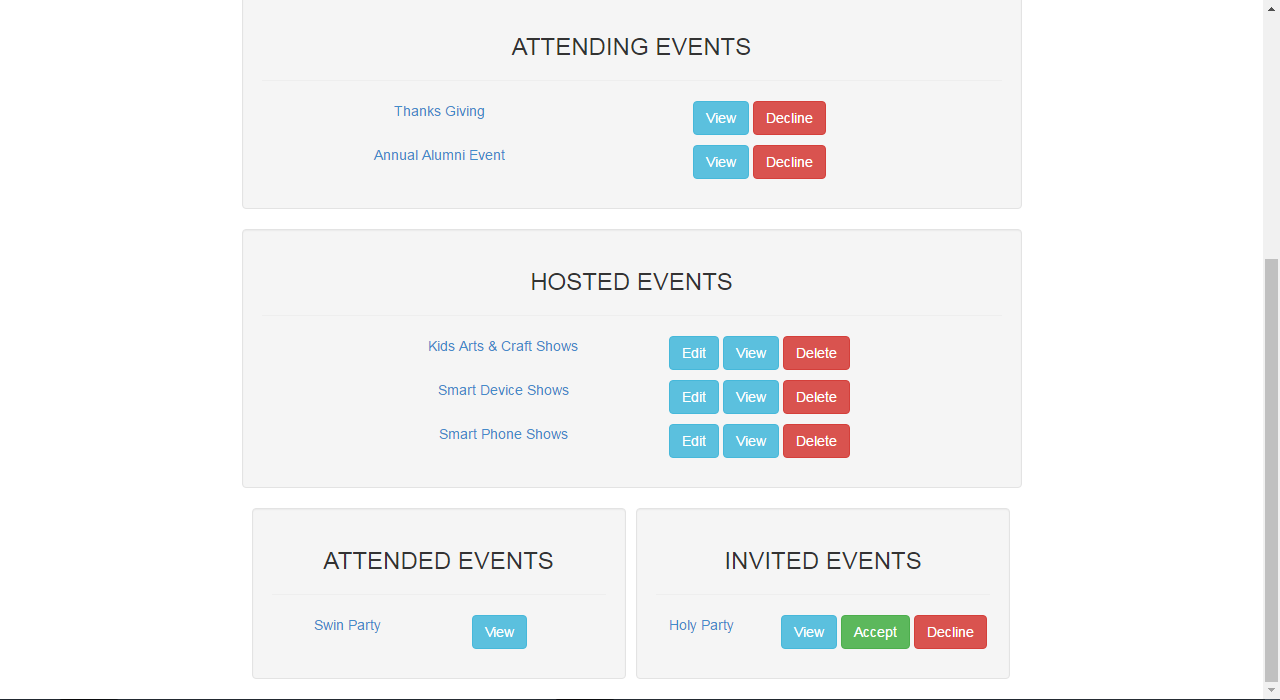 ATTENDING EVENTS
Thanks Giving View Decline
Annual Alumni Event View Decline
HOSTED EVENTS
Kids Arts & Craft Shows Edit View Delete
Smart Device Shows Edit View Delete
Smart Phone Shows Edit View Delete
ATTENDED EVENTS
Swin Party View
INVITED EVENTS
Holy Party View Accept Decline